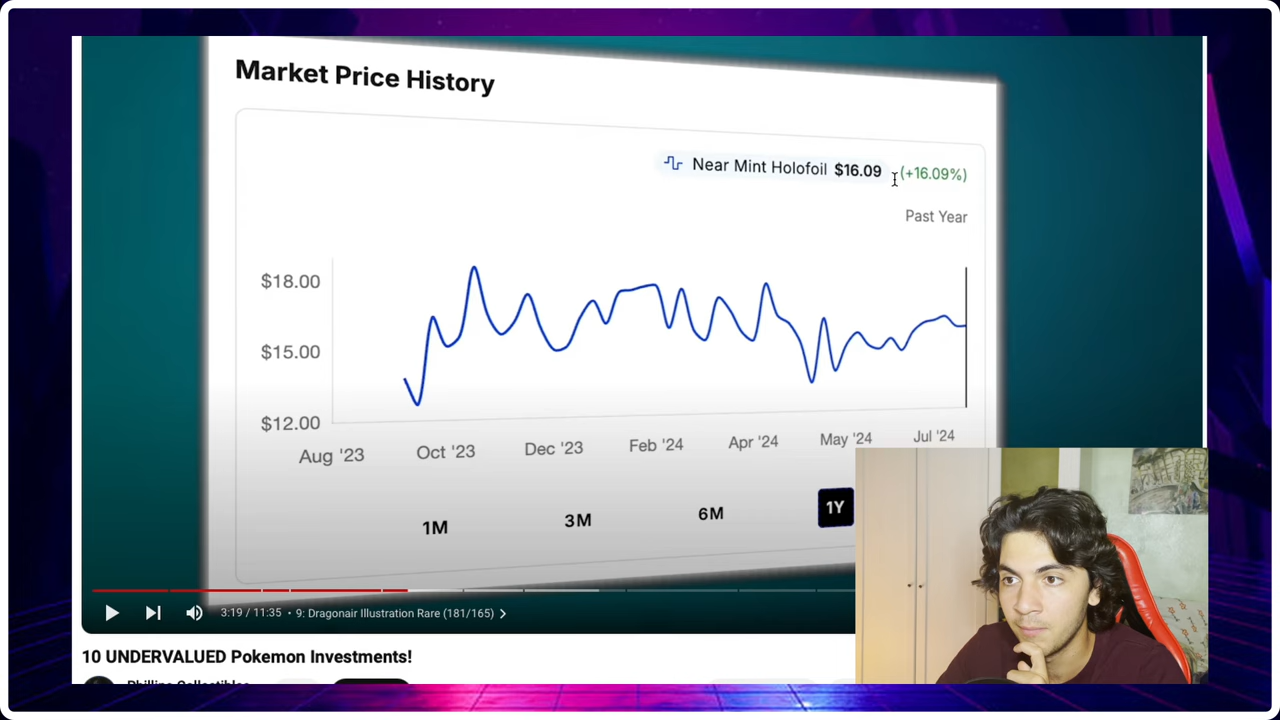 Market Price History
Near Mint Holofoil $16.09 (+16.09%)
Past Year
$18.00
$15.00
$12.00
Aug '23 Oct '23 Dec '23 Feb '24 Apr '24 May '24 Jul '24
1M 3M 6M 1Y
3:19 / 11:35 • 9: Dragonair Illustration Rare (181/165)
10 UNDERVALUED Pokemon Investments!